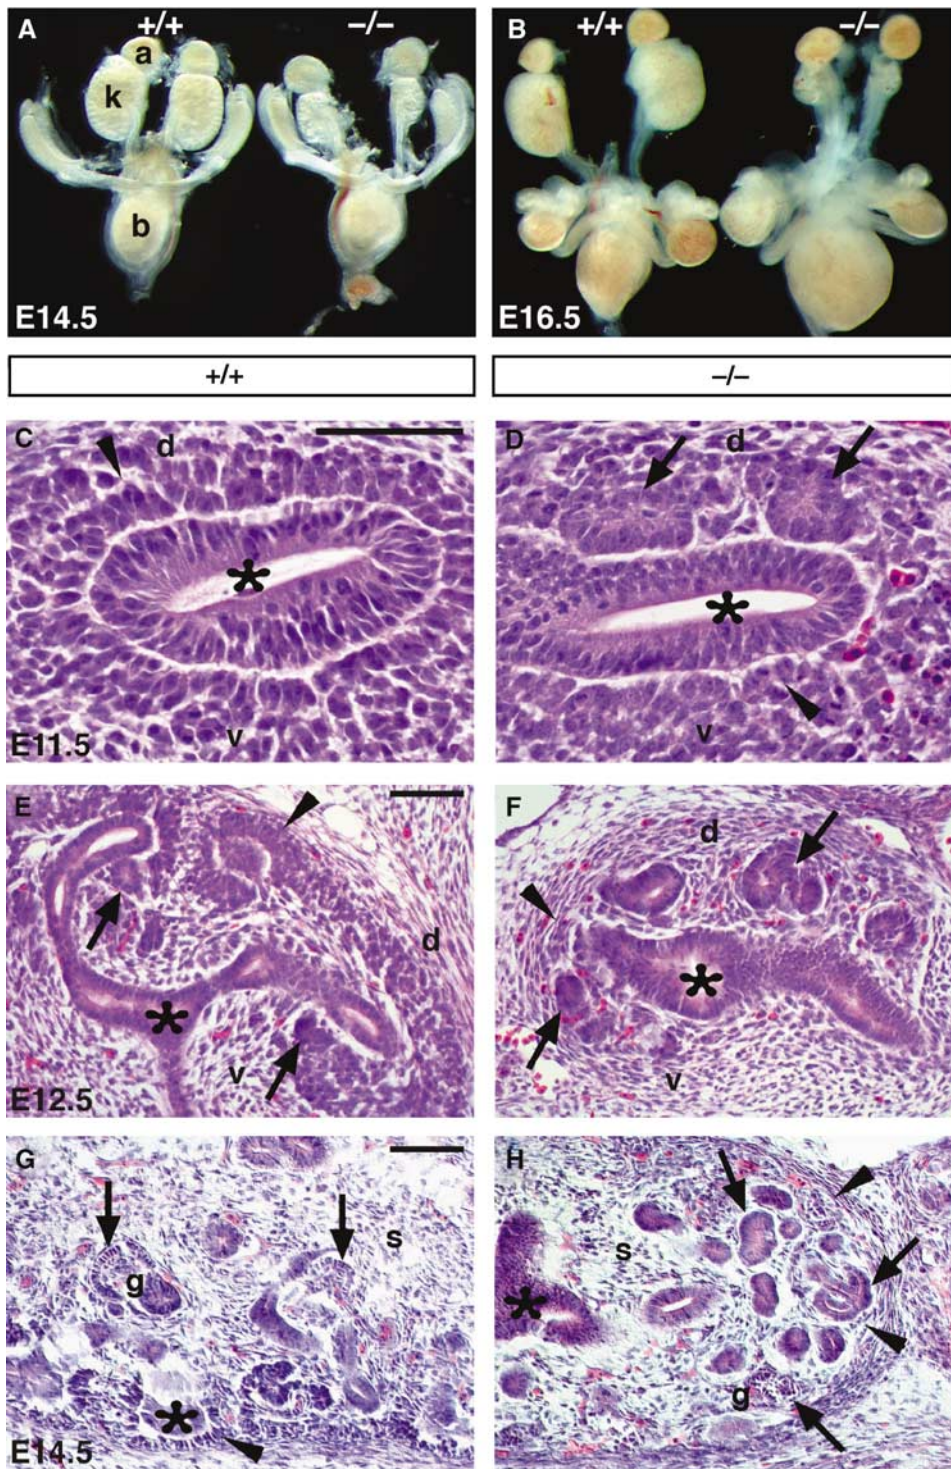 A +/+ –/– B +/+ –/–
a
k
b
E14.5 E16.5
+/+ –/–
C d D d
v v
E11.5
E F d
d
v v
E12.5
G H
s s
g
g
E14.5